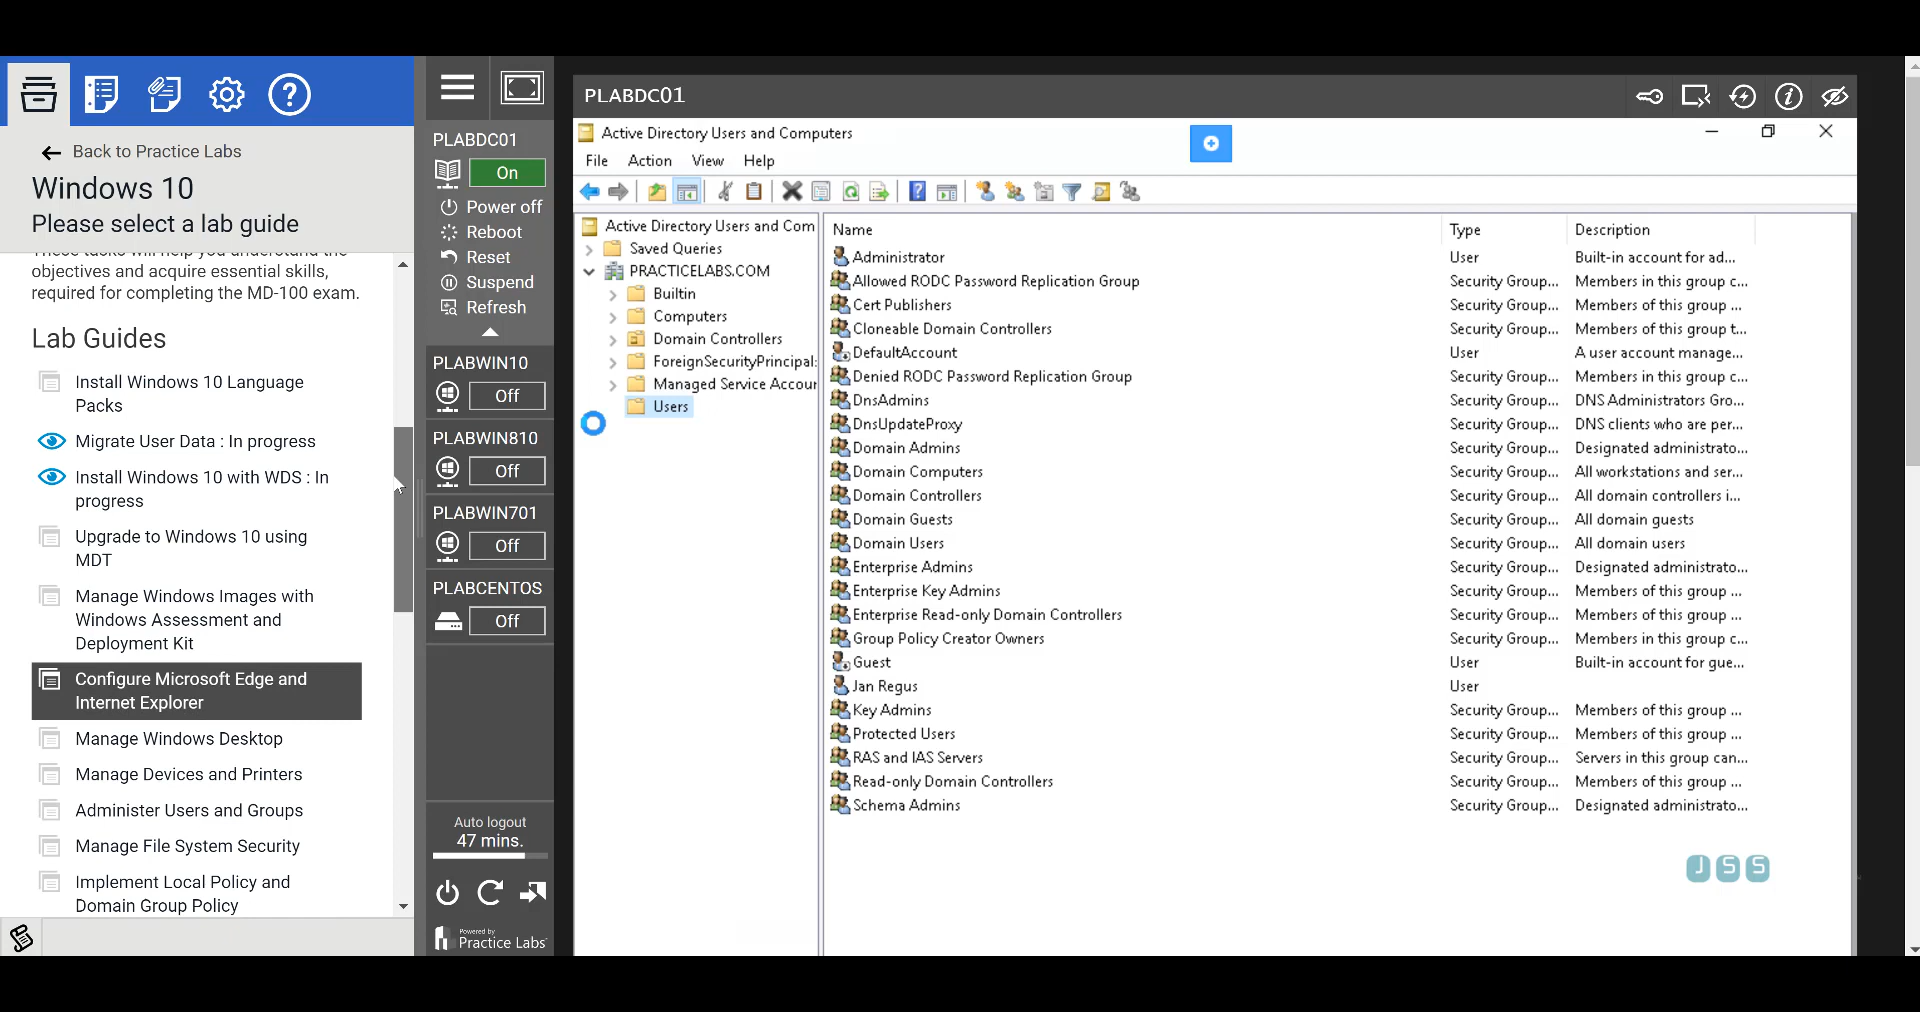 Back to Practice Labs
Windows 10
Please select a lab guide
These tasks will help you understand the
objectives and acquire essential skills,
required for completing the MD-100 exam.
Lab Guides
Install Windows 10 Language
Packs
Migrate User Data : In progress
Install Windows 10 with WDS : In
progress
Upgrade to Windows 10 using
MDT
Manage Windows Images with
Windows Assessment and
Deployment Kit
Configure Microsoft Edge and
Internet Explorer
Manage Windows Desktop
Manage Devices and Printers
Administer Users and Groups
Manage File System Security
Implement Local Policy and
Domain Group Policy
PLABDC01
On
Power off
Reboot
Reset
Suspend
Refresh
PLABWIN10
Off
PLABWIN810
Off
PLABWIN701
Off
PLABCENTOS
Off
Auto logout
47 mins.
Powered by
Practice Labs
PLABDC01
Active Directory Users and Computers
File Action View Help
Active Directory Users and Com
Saved Queries
PRACTICELABS.COM
Builtin
Computers
Domain Controllers
ForeignSecurityPrincipal:
Managed Service Accour
Users
Name Type Description
Administrator User Built-in account for ad...
Allowed RODC Password Replication Group Security Group... Members in this group c...
Cert Publishers Security Group... Members of this group ...
Cloneable Domain Controllers Security Group... Members of this group t...
DefaultAccount User A user account manage...
Denied RODC Password Replication Group Security Group... Members in this group c...
DnsAdmins Security Group... DNS Administrators Gro...
DnsUpdateProxy Security Group... DNS clients who are per...
Domain Admins Security Group... Designated administrato...
Domain Computers Security Group... All workstations and ser...
Domain Controllers Security Group... All domain controllers i...
Domain Guests Security Group... All domain guests
Domain Users Security Group... All domain users
Enterprise Admins Security Group... Designated administrato...
Enterprise Key Admins Security Group... Members of this group ...
Enterprise Read-only Domain Controllers Security Group... Members of this group ...
Group Policy Creator Owners Security Group... Members in this group c...
Guest User Built-in account for gue...
Jan Regus User
Key Admins Security Group... Members of this group ...
Protected Users Security Group... Members of this group ...
RAS and IAS Servers Security Group... Servers in this group can...
Read-only Domain Controllers Security Group... Members of this group ...
Schema Admins Security Group... Designated administrato...
JSS